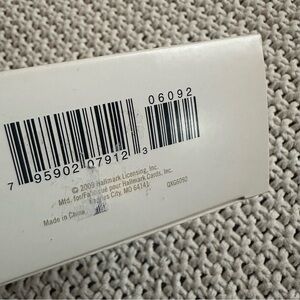 06092
7 95902 07912 3
© 2009 Hallmark Licensing, Inc.
Mfd. for/Fabriqué pour Hallmark Cards, Inc.
Kansas City, MO 64141
Made in China
QXG6092